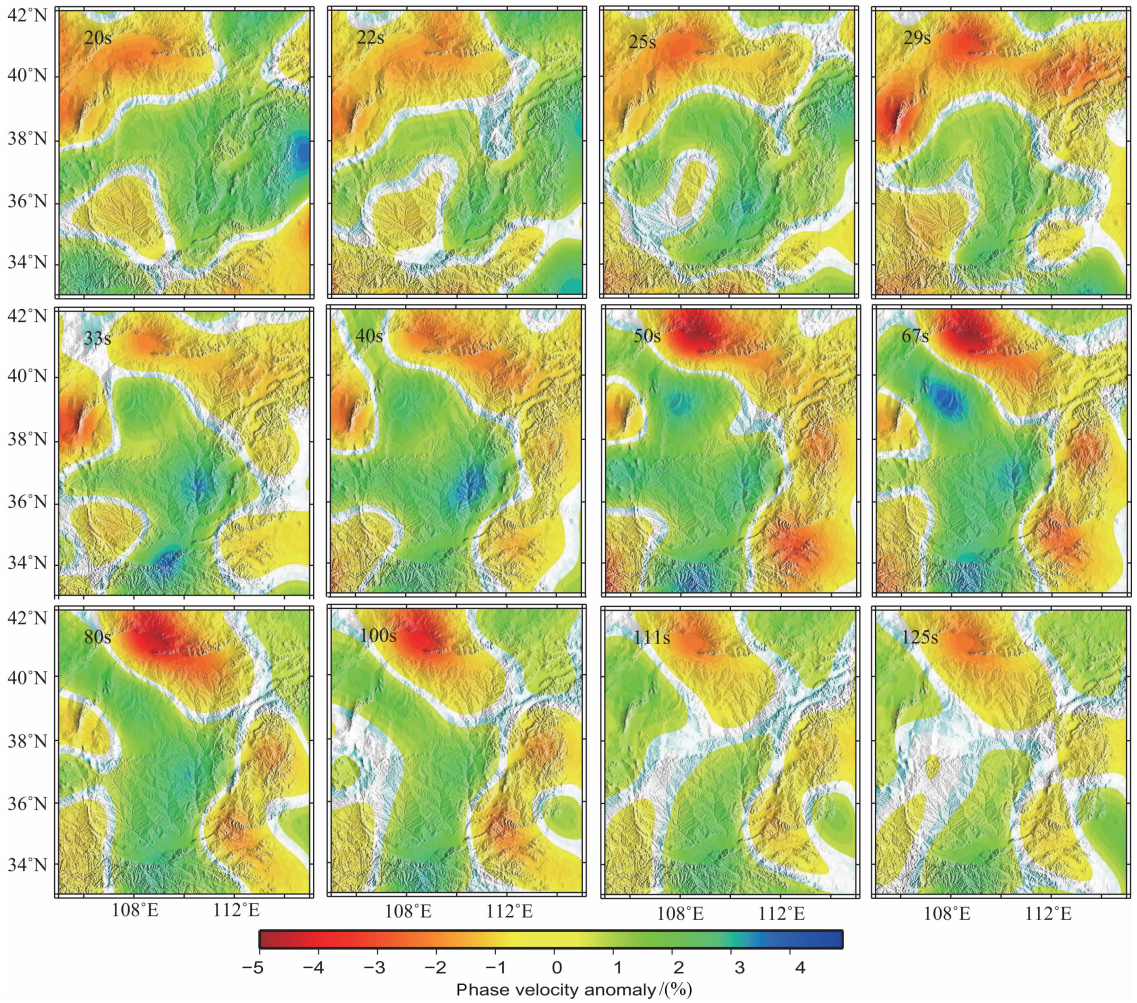 42˚N 20s 22s 25s 29s
40˚N
38˚N
36˚N
34˚N
42˚N 33s 40s 50s 67s
40˚N
38˚N
36˚N
34˚N
42˚N 80s 100s 111s 125s
40˚N
38˚N
36˚N
34˚N
108˚E 112˚E 108˚E 112˚E 108˚E 112˚E 108˚E 112˚E
−5 −4 −3 −2 −1 0 1 2 3 4
Phase velocity anomaly/(%)